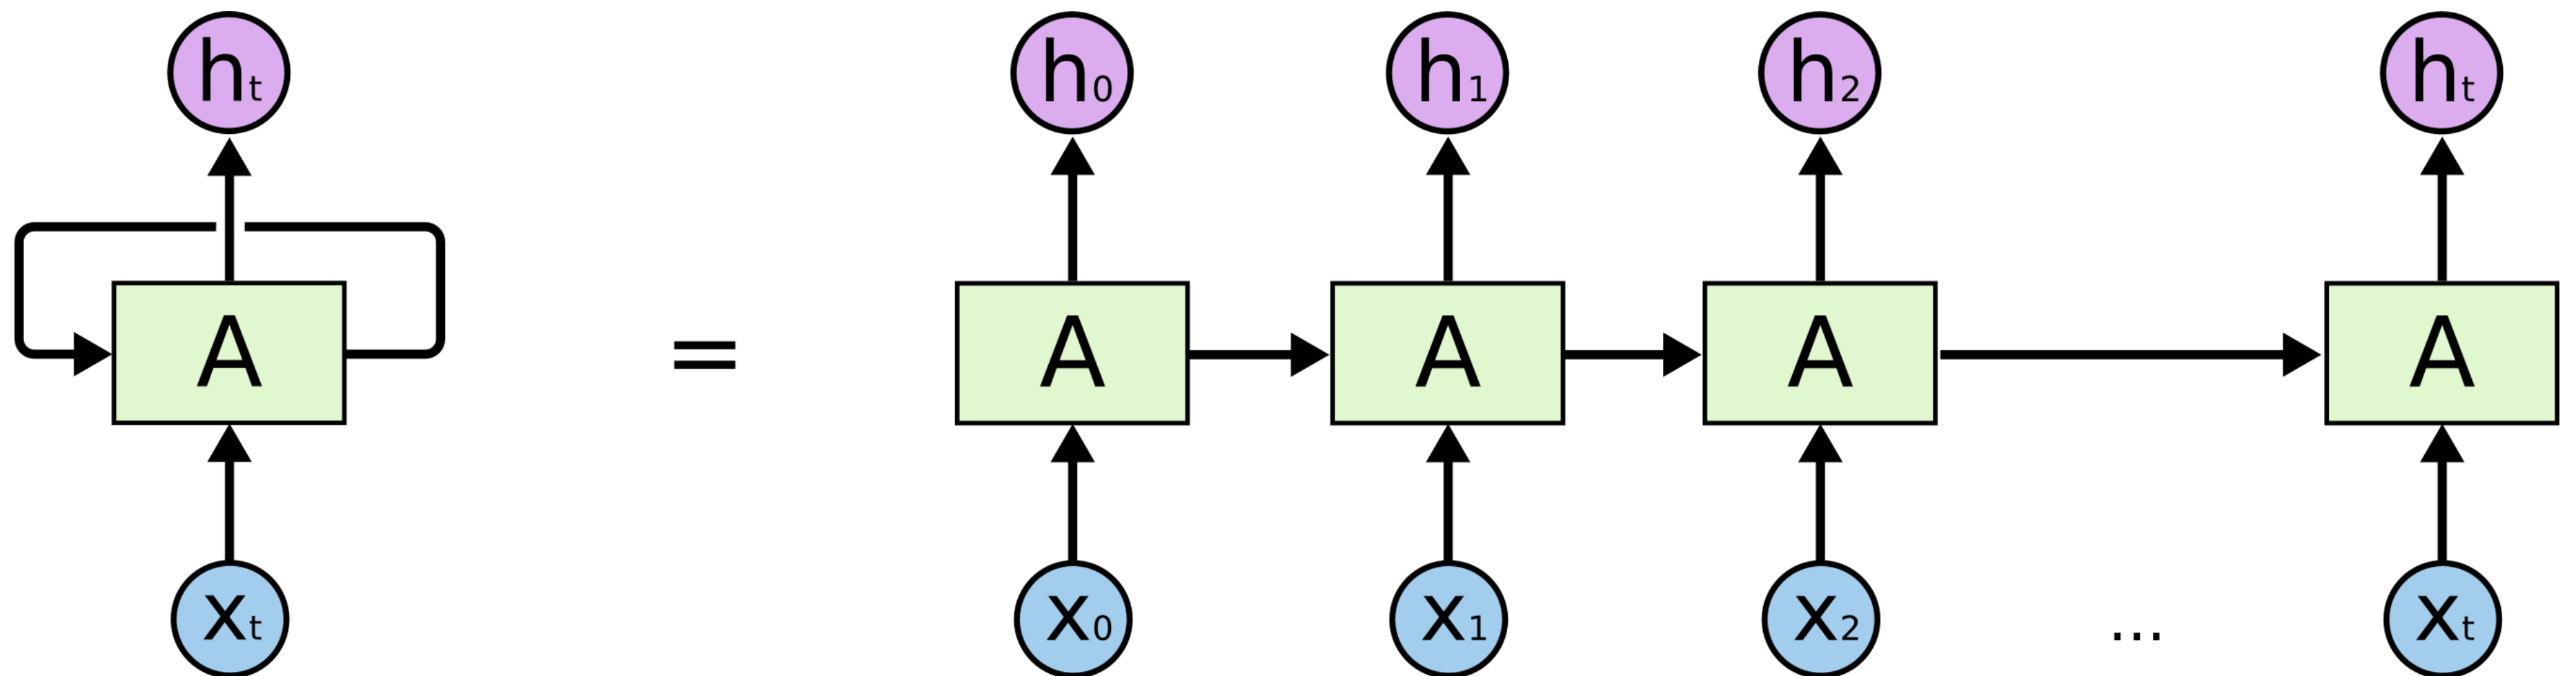 ht h0 h1 h2 ht
A = A A A A
xt x0 x1 x2 ... xt